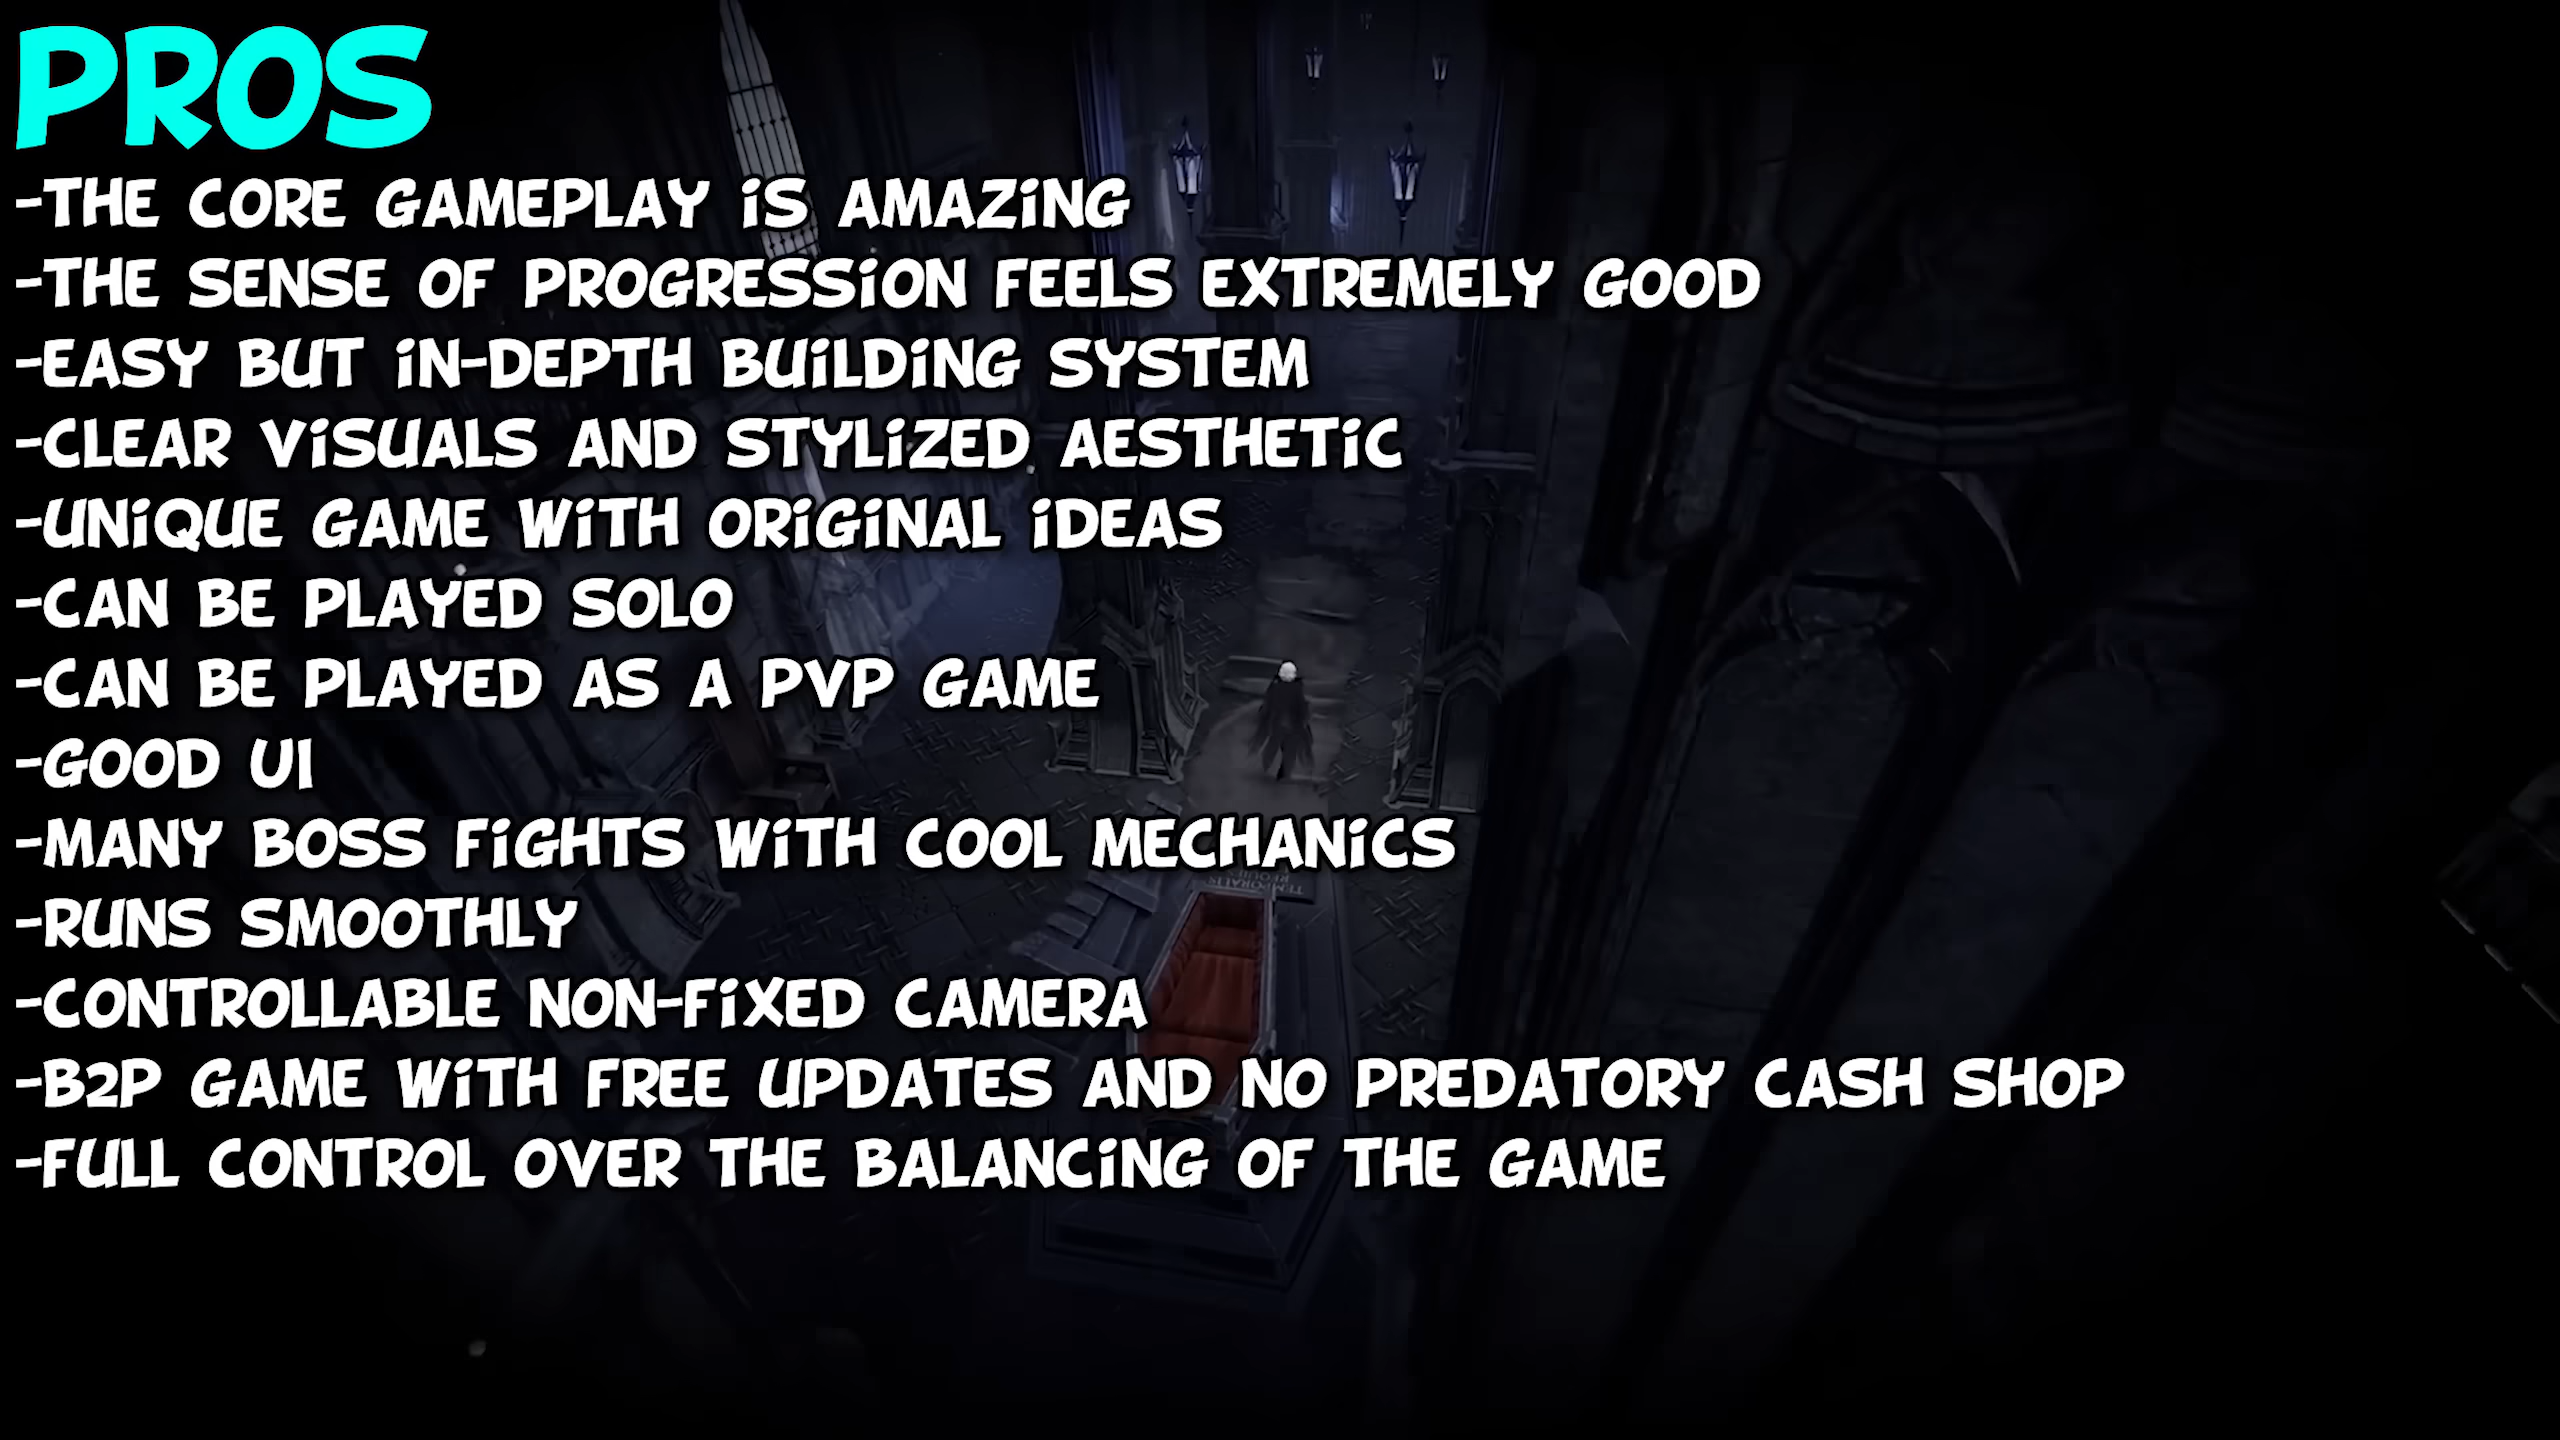 PROS
-THE CORE GAMEPLAY iS AMAZiNG
-THE SENSE OF PROGRESSiON FEELS EXTREMELY GOOD
-EASY BUT iN-DEPTH BUiLDiNG SYSTEM
-CLEAR ViSUALS AND STYLiZED AESTHETiC
-UNiQUE GAME WiTH ORiGiNAL iDEAS
-CAN BE PLAYED SOLO
-CAN BE PLAYED AS A PVP GAME
-GOOD UI
-MANY BOSS FiGHTS WiTH COOL MECHANiCS
-RUNS SMOOTHLY
-CONTROLLABLE NON-FiXED CAMERA
-B2P GAME WiTH FREE UPDATES AND NO PREDATORY CASH SHOP
-FULL CONTROL OVER THE BALANCiNG OF THE GAME